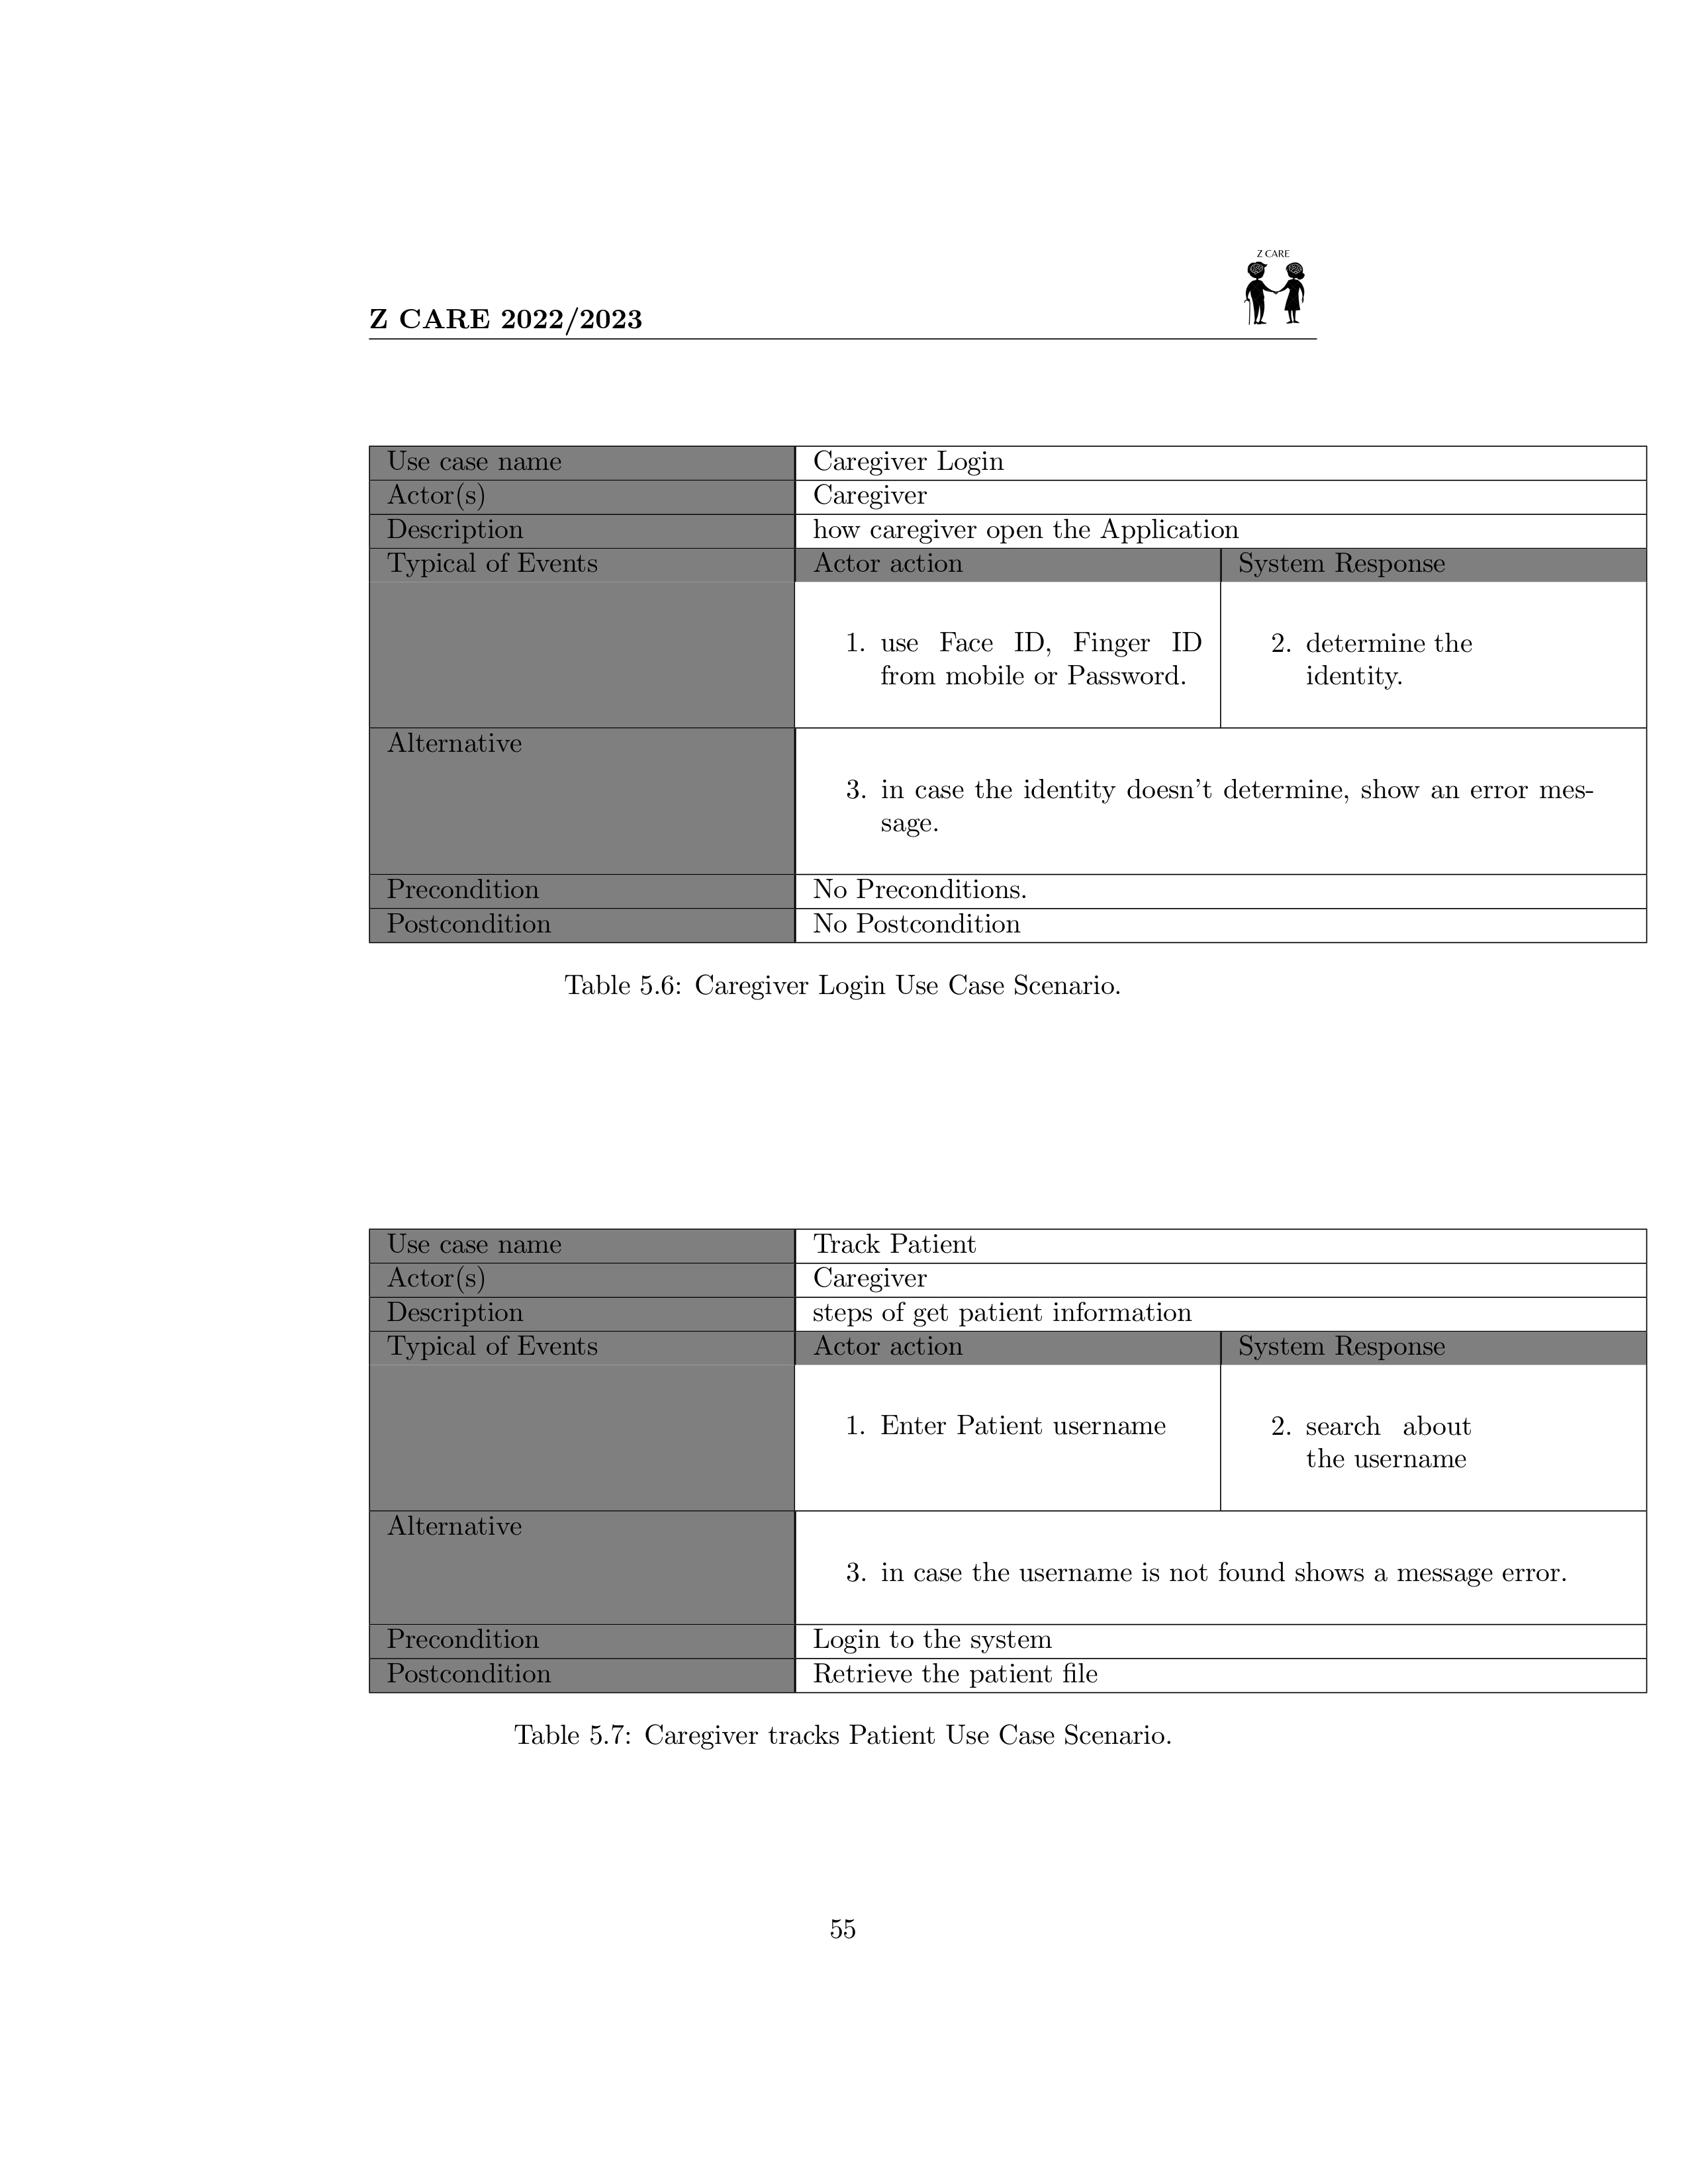 Z CARE
Z CARE 2022/2023
Use case name Caregiver Login
Actor(s) Caregiver
Description how caregiver open the Application
Typical of Events Actor action System Response
1. use Face ID, Finger ID
from mobile or Password.
2. determine the
identity.
Alternative
3. in case the identity doesn't determine, show an error mes-
sage.
Precondition No Preconditions.
Postcondition No Postcondition
Table 5.6: Caregiver Login Use Case Scenario.
Use case name Track Patient
Actor(s) Caregiver
Description steps of get patient information
Typical of Events Actor action System Response
1. Enter Patient username
2. search about
the username
Alternative
3. in case the username is not found shows a message error.
Precondition Login to the system
Postcondition Retrieve the patient file
Table 5.7: Caregiver tracks Patient Use Case Scenario.
55